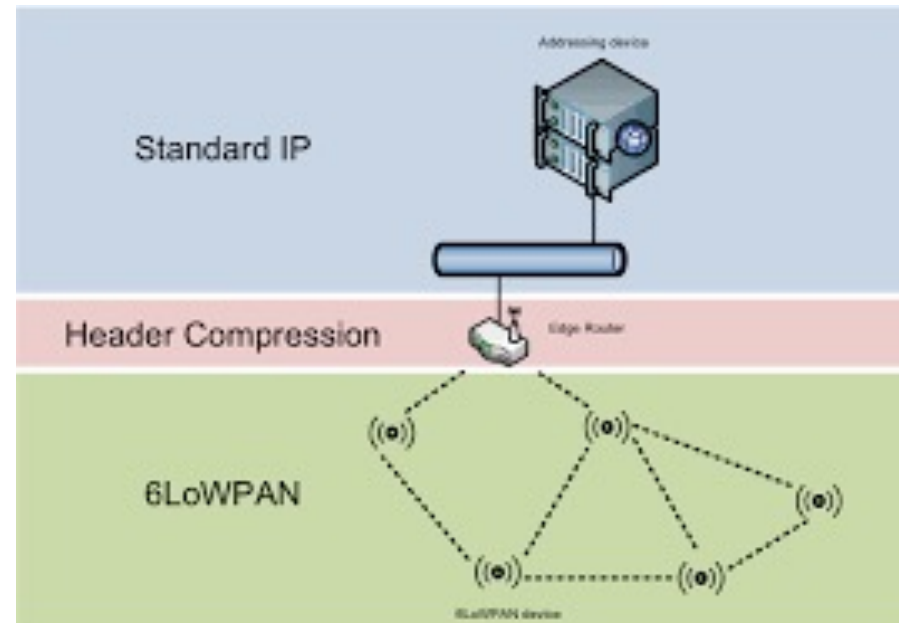 Addressing device
Standard IP
Header Compression
Edge Router
6LoWPAN
6LoWPAN device